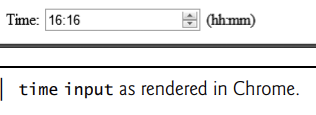 Time: 16:16 (hh:mm)
time input as rendered in Chrome.